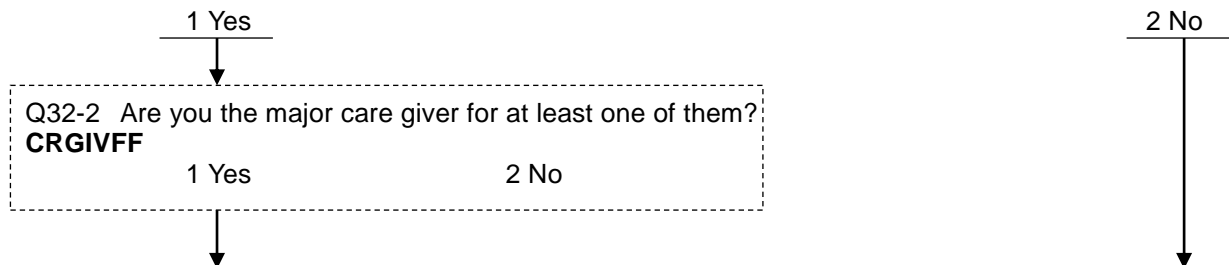 1 Yes 2 No
Q32-2 Are you the major care giver for at least one of them?
CRGIVFF
1 Yes 2 No